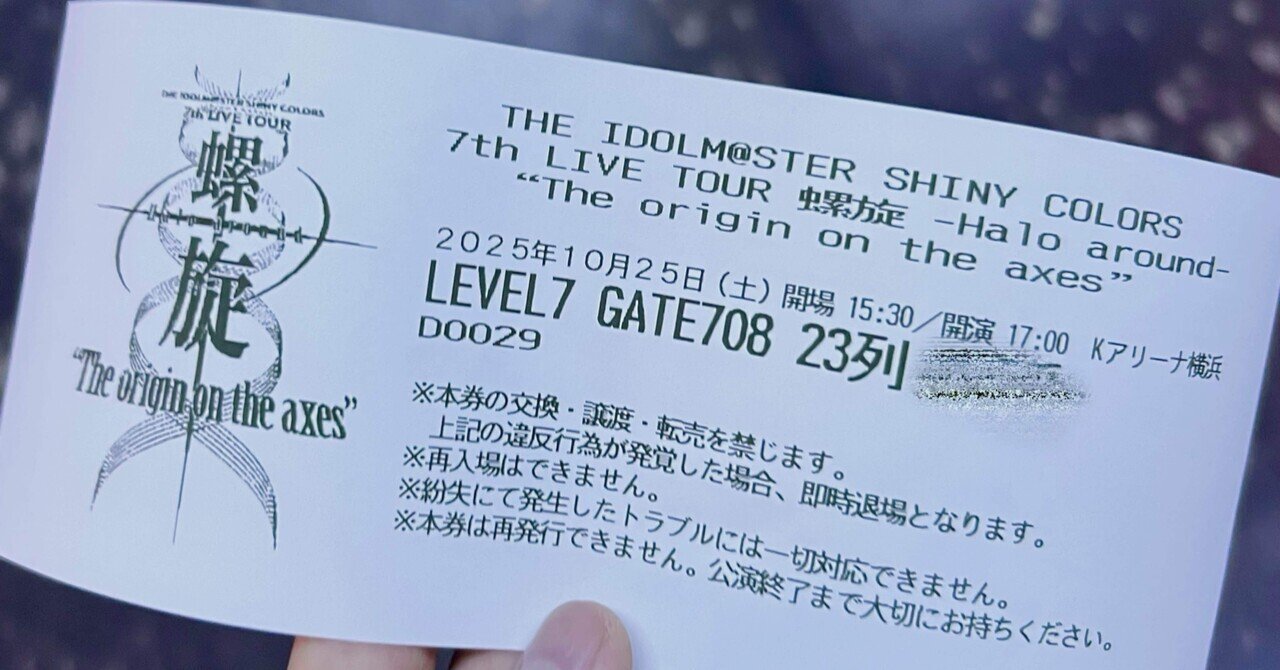 THE IDOLM@STER SHINY COLORS
7th LIVE TOUR
螺旋
"The origin on the axes"
THE IDOLM@STER SHINY COLORS
7th LIVE TOUR 螺旋 -Halo around-
“The origin on the axes”
2025年10月25日(土) 開場 15:30/開演 17:00 Kアリーナ横浜
LEVEL7 GATE708 23列
D0029
※本券の交換・譲渡・転売を禁じます。
上記の違反行為が発覚した場合、即時退場となります。
※再入場はできません。
※紛失にて発生したトラブルには一切対応できません。
※本券は再発行できません。公演終了まで大切にお持ちください。